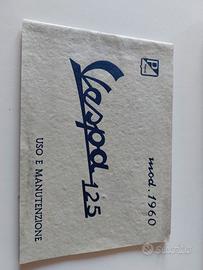 mod. 1960
Vespa 125
USO E MANUTENZIONE